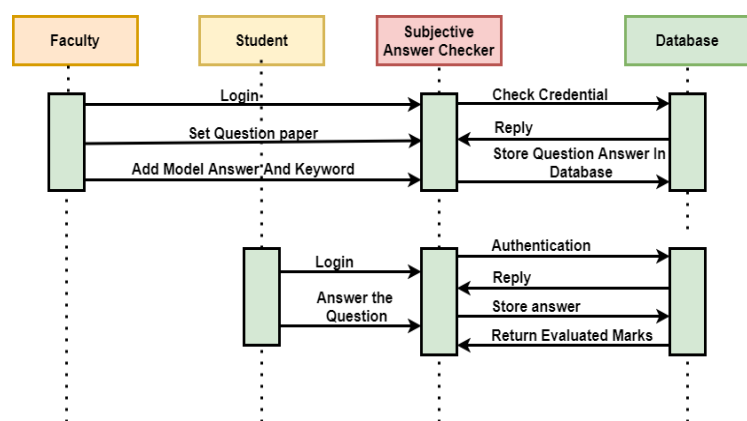 Faculty
Student
Subjective
Answer Checker
Database
Login
Check Credential
Set Question paper
Reply
Add Model Answer And Keyword
Store Question Answer In
Database
Login
Authentication
Reply
Answer the
Question
Store answer
Return Evaluated Marks